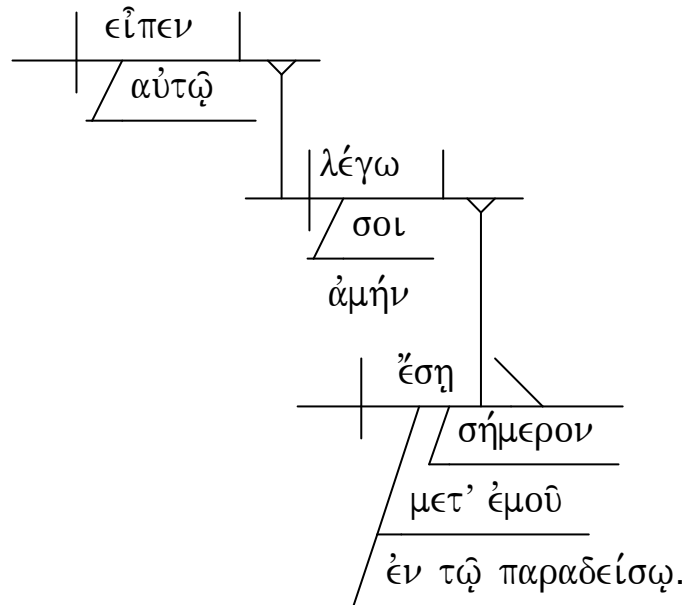 εἶπεν
αὐτῷ
λέγω
σοι
ἀμήν
ἔσῃ
σήμερον
μετ’ ἐμοῦ
ἐν τῷ παραδείσῳ.